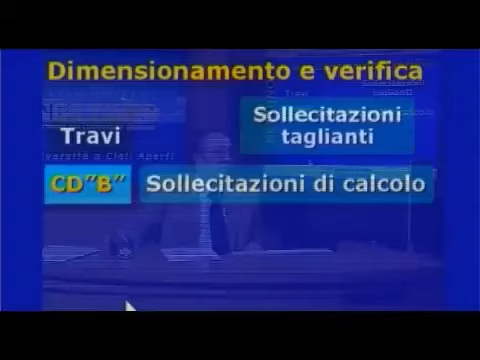 Dimensionamento e verifica
Sollecitazioni
taglianti
Travi
CD"B"
Sollecitazioni di calcolo